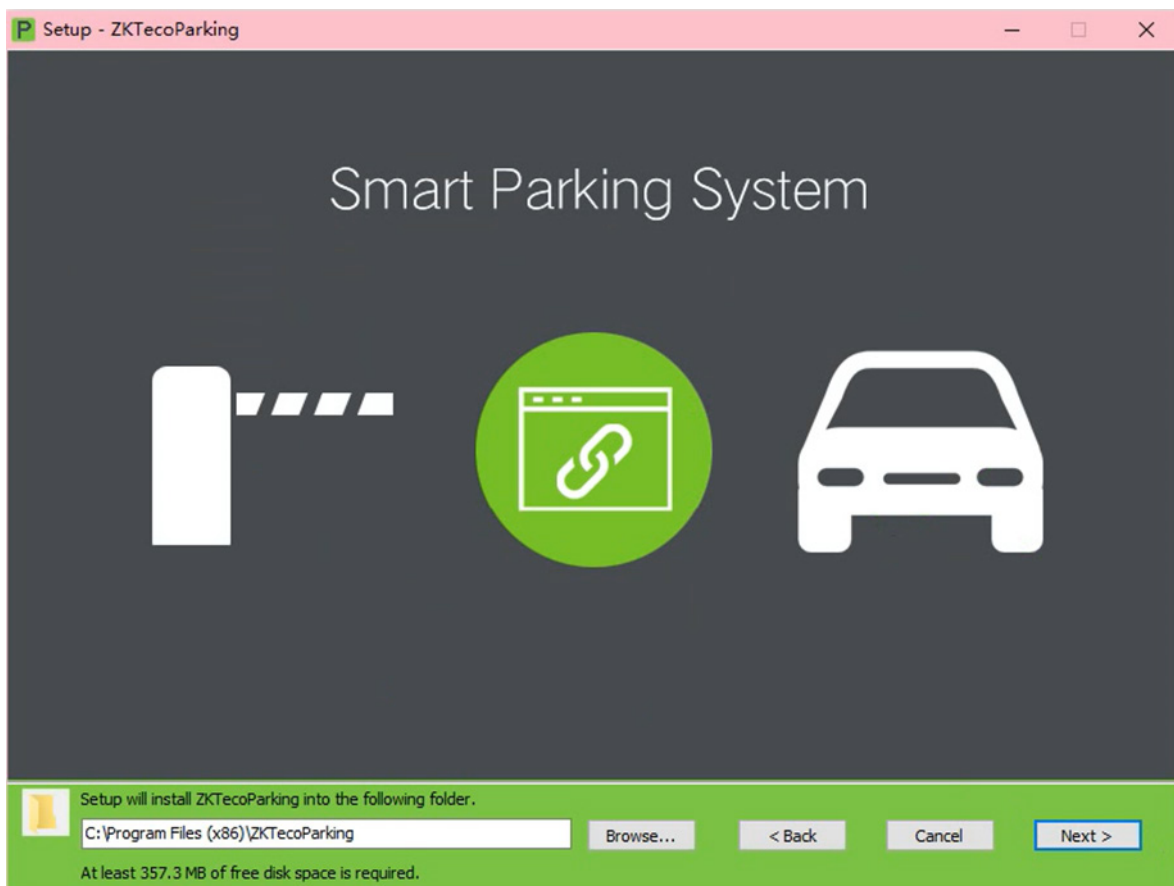 P Setup - ZKTecoParking
Smart Parking System
Setup will install ZKTecoParking into the following folder.
C:\Program Files (x86)\ZKTecoParking
Browse...
< Back
Cancel
Next >
At least 357.3 MB of free disk space is required.